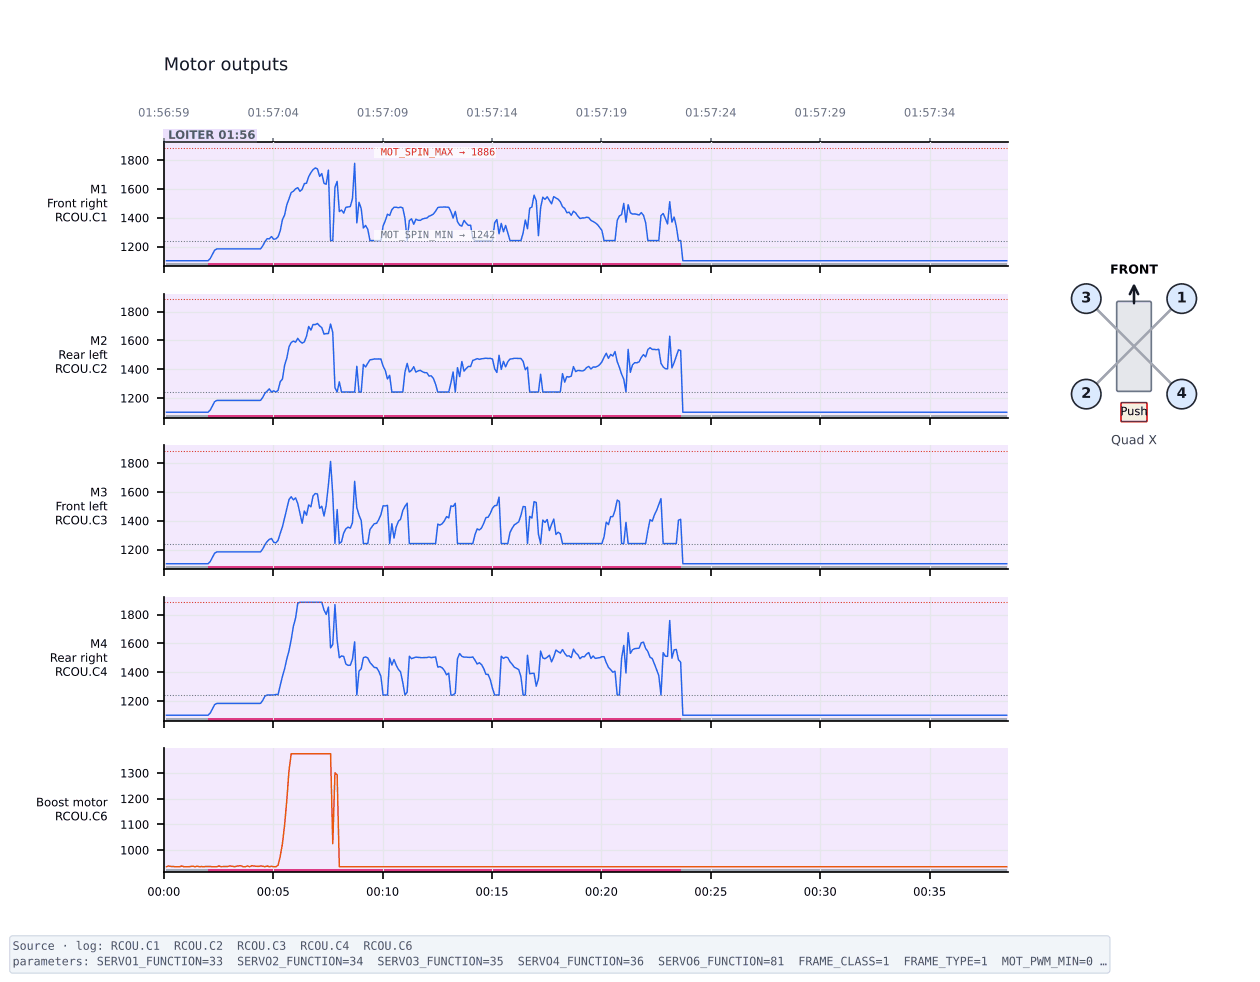 Motor outputs
01:56:59 01:57:04 01:57:09 01:57:14 01:57:19 01:57:24 01:57:29 01:57:34
LOITER 01:56
MOT_SPIN_MAX → 1886
MOT_SPIN_MIN → 1242
1800
1600
1400
1200
M1
Front right
RCOU.C1
1800
1600
1400
1200
M2
Rear left
RCOU.C2
1800
1600
1400
1200
M3
Front left
RCOU.C3
1800
1600
1400
1200
M4
Rear right
RCOU.C4
1300
1200
1100
1000
Boost motor
RCOU.C6
00:00 00:05 00:10 00:15 00:20 00:25 00:30 00:35
FRONT
3 1
2 4
Push
Quad X
Source · log: RCOU.C1 RCOU.C2 RCOU.C3 RCOU.C4 RCOU.C6
parameters: SERVO1_FUNCTION=33 SERVO2_FUNCTION=34 SERVO3_FUNCTION=35 SERVO4_FUNCTION=36 SERVO6_FUNCTION=81 FRAME_CLASS=1 FRAME_TYPE=1 MOT_PWM_MIN=0 …